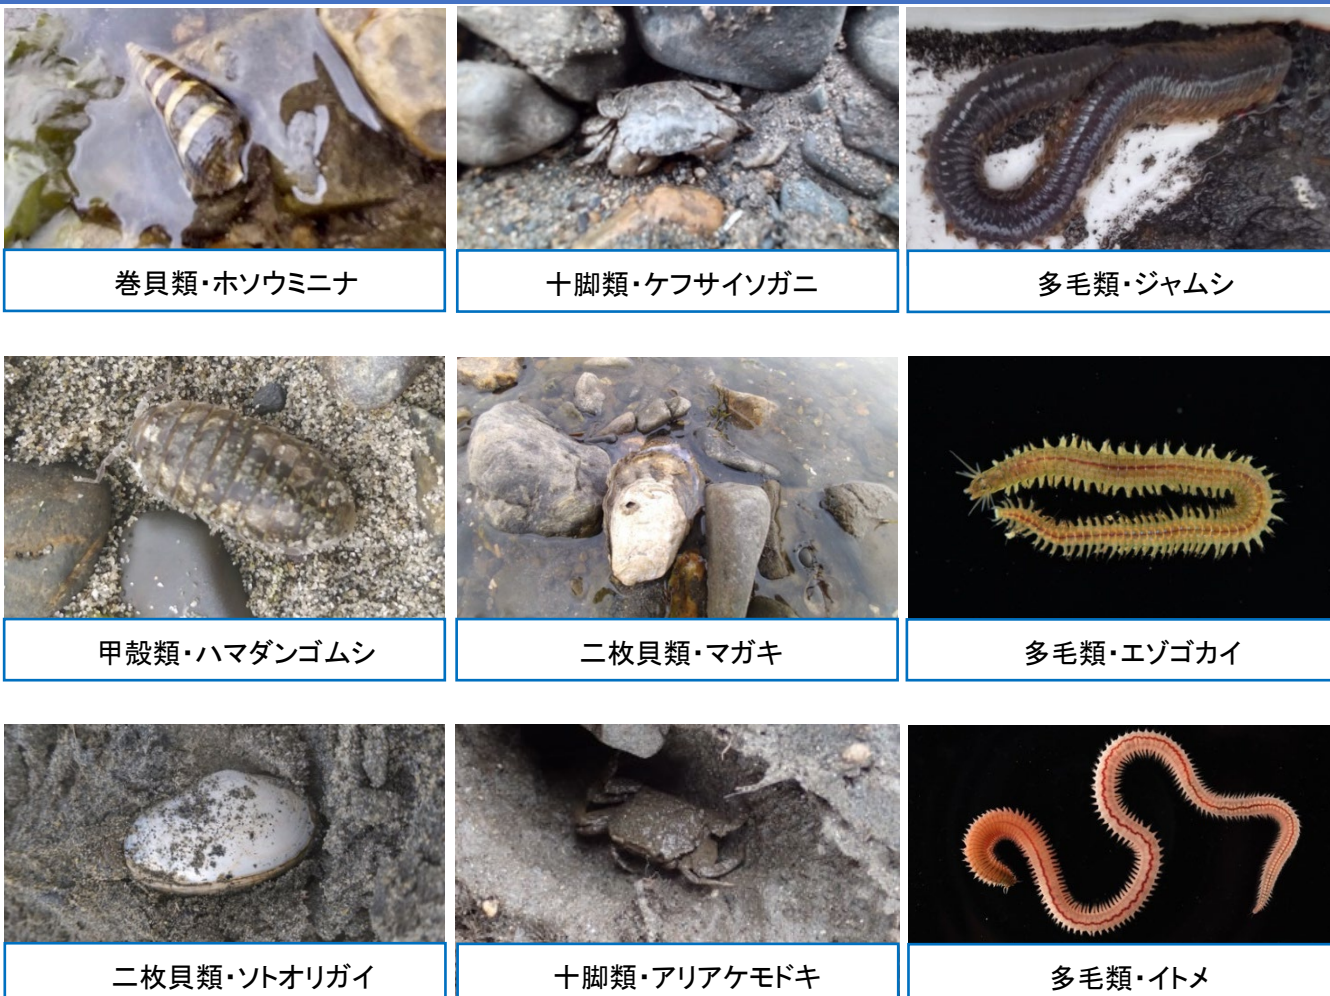 巻貝類・ホソウミニナ
十脚類・ケフサイソガニ
多毛類・ジャムシ
甲殻類・ハマダンゴムシ
二枚貝類・マガキ
多毛類・エゾゴカイ
二枚貝類・ソトオリガイ
十脚類・アリアケモドキ
多毛類・イトメ